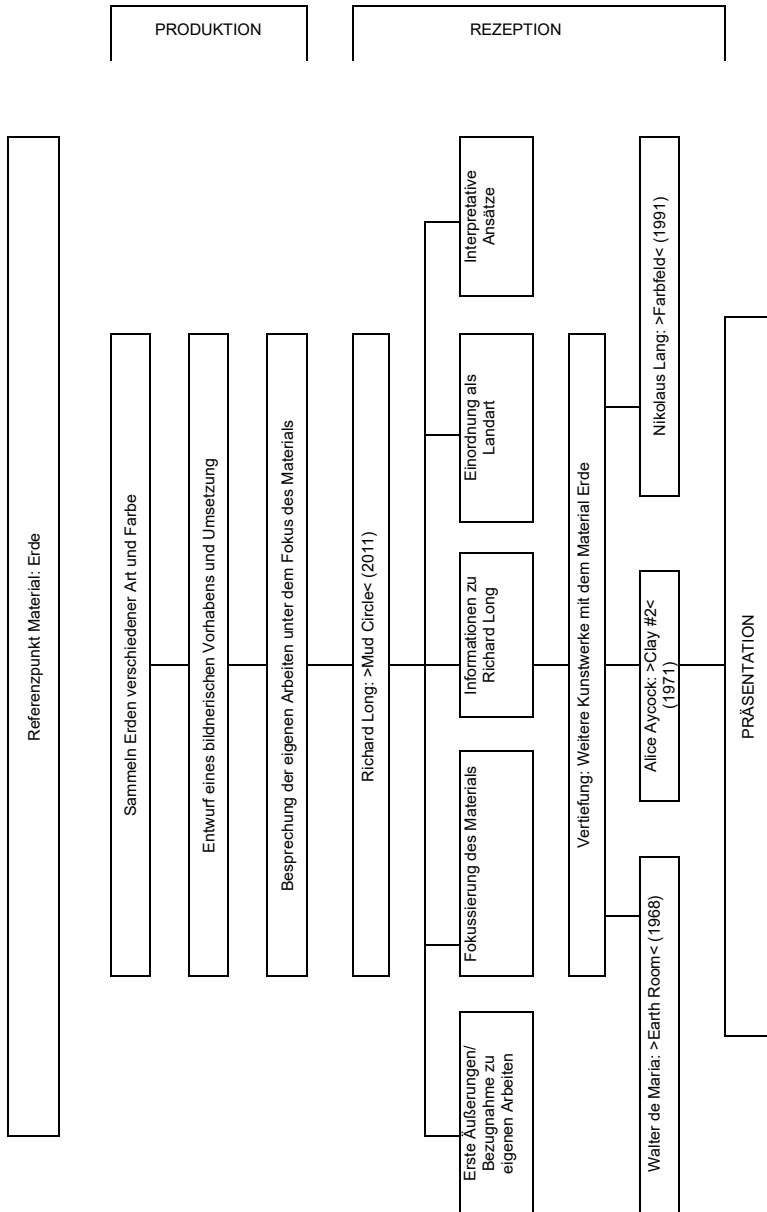 PRODUKTION
REZEPTION
Referenzpunkt Material: Erde
Sammeln Erden verschiedener Art und Farbe
Entwurf eines bildnerischen Vorhabens und Umsetzung
Besprechung der eigenen Arbeiten unter dem Fokus des Materials
Richard Long: >Mud Circle< (2011)
Erste Äußerungen/
Bezugnahme zu
eigenen Arbeiten
Fokussierung des Materials
Informationen zu
Richard Long
Einordnung als
Landart
Interpretative
Ansätze
Vertiefung: Weitere Kunstwerke mit dem Material Erde
Walter de Maria: >Earth Room< (1968)
Alice Aycock: >Clay #2<
(1971)
Nikolaus Lang: >Farbfeld< (1991)
PRÄSENTATION